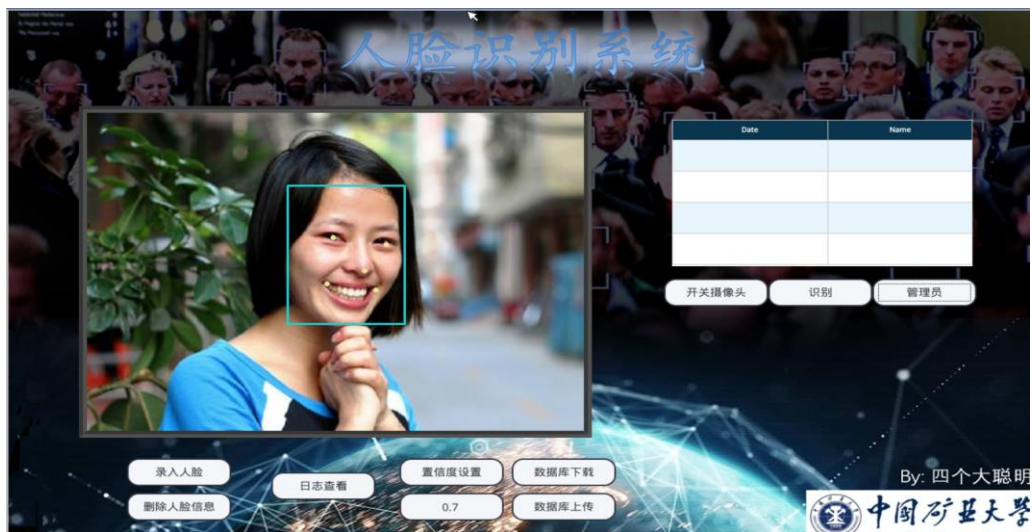 人脸识别系统
Date Name
开关摄像头 识别 管理员
录入人脸
日志查看
置信度设置 数据库下载
删除人脸信息
0.7 数据库上传
By: 四个大聪明
中国矿业大学